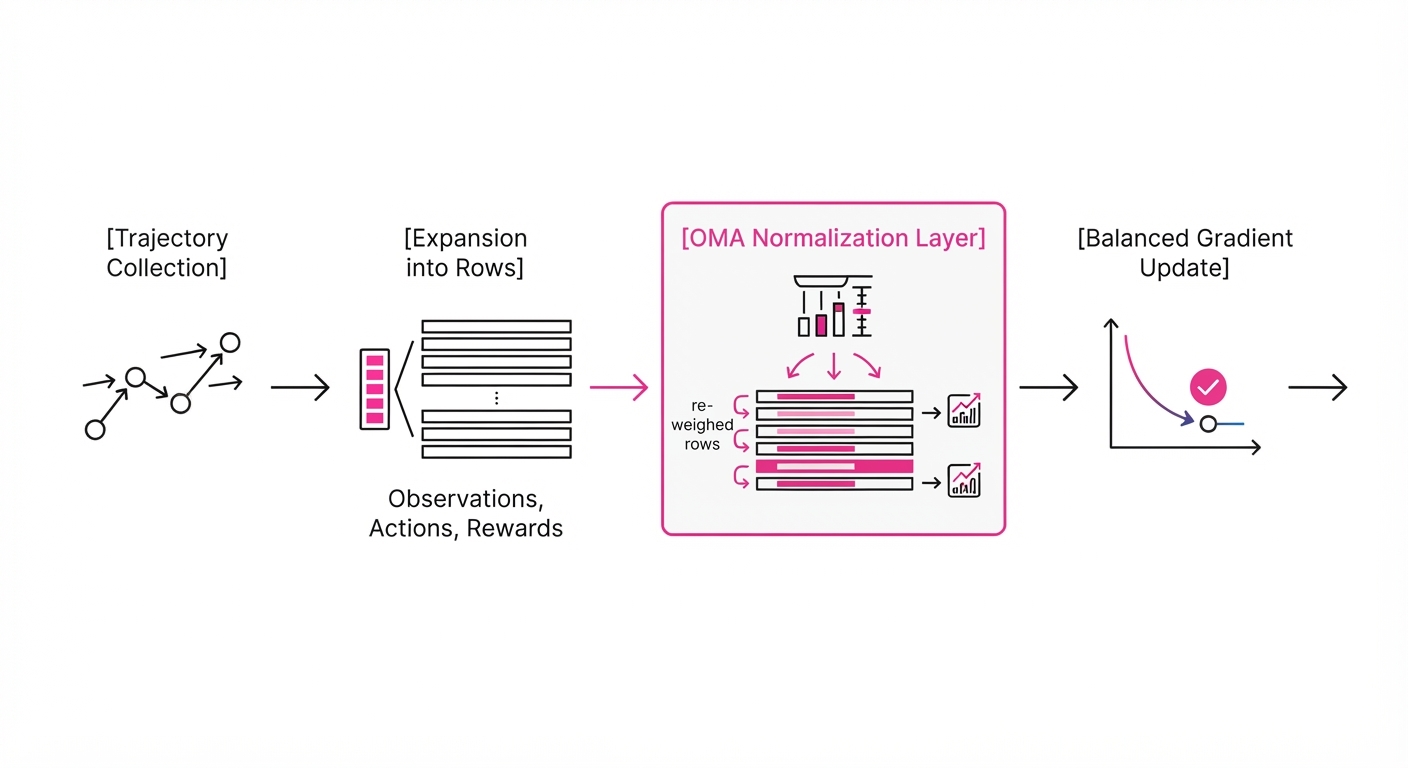 [Trajectory
Collection]
[Expansion
into Rows]
Observations,
Actions, Rewards
[OMA Normalization Layer]
re-
weighed
rows
[Balanced Gradient
Update]